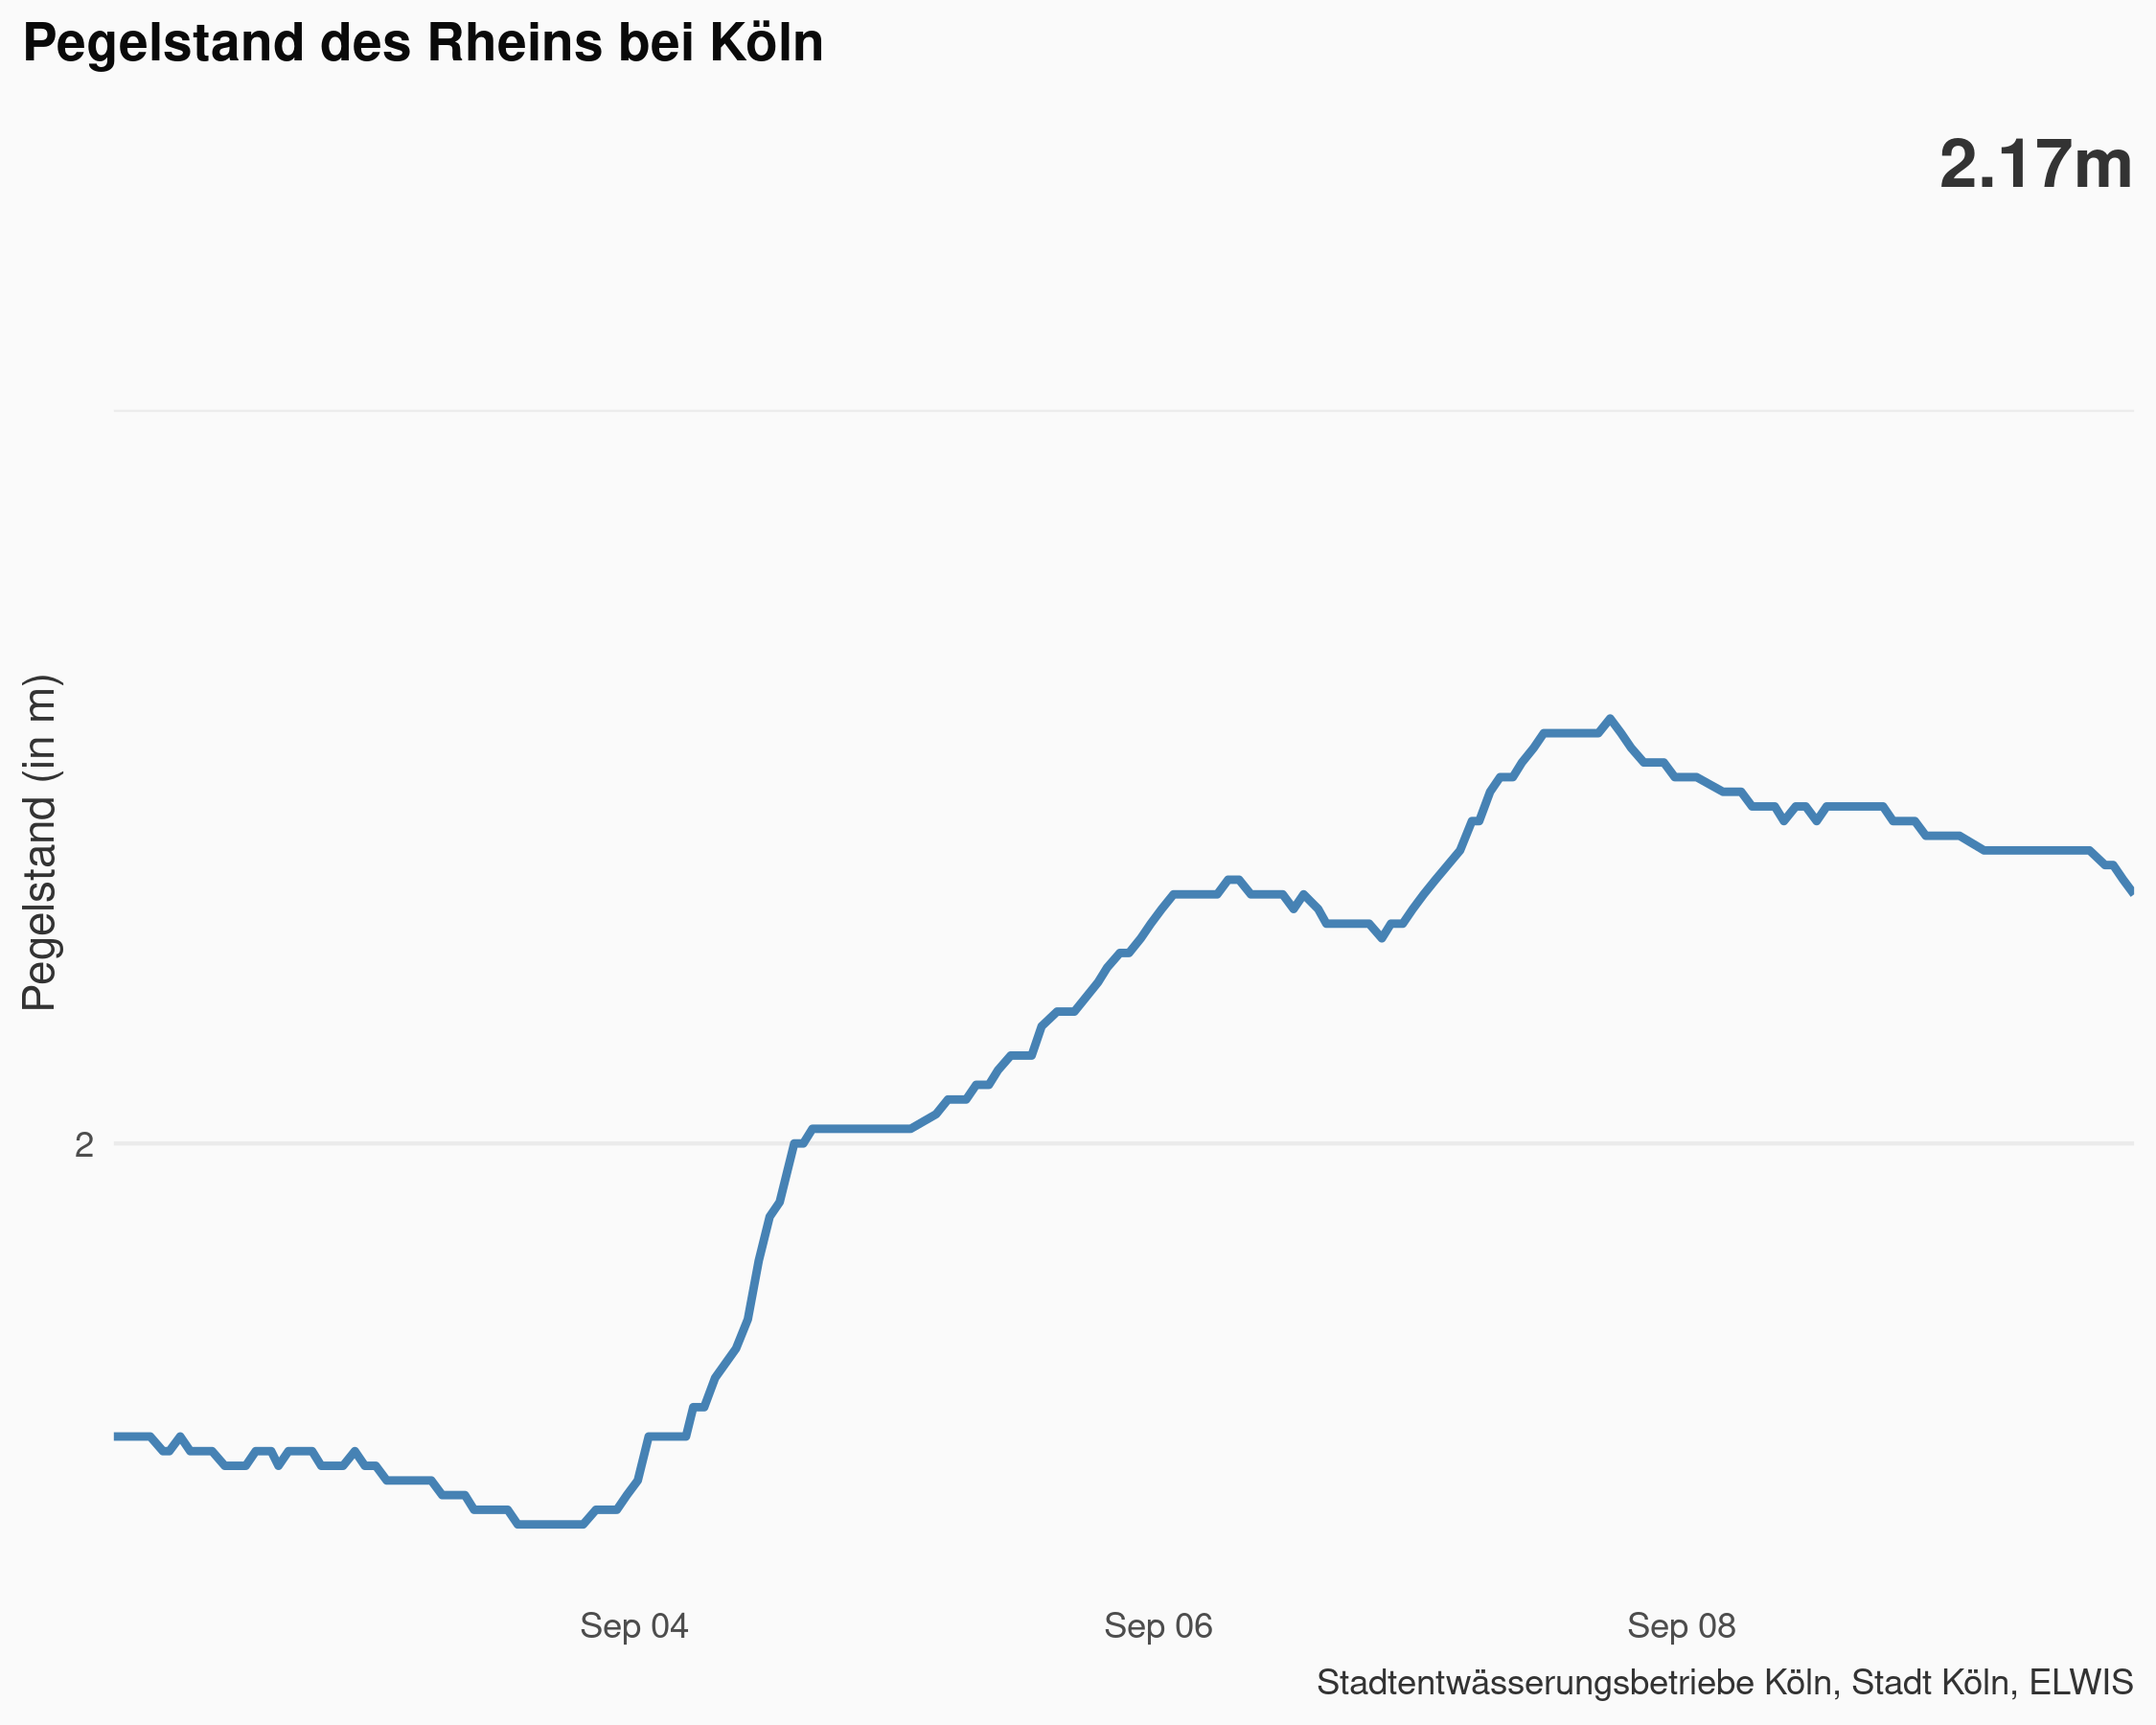 Pegelstand des Rheins bei Köln
2.17m
Pegelstand (in m)
2
Sep 04
Sep 06
Sep 08
Stadtentwässerungsbetriebe Köln, Stadt Köln, ELWIS